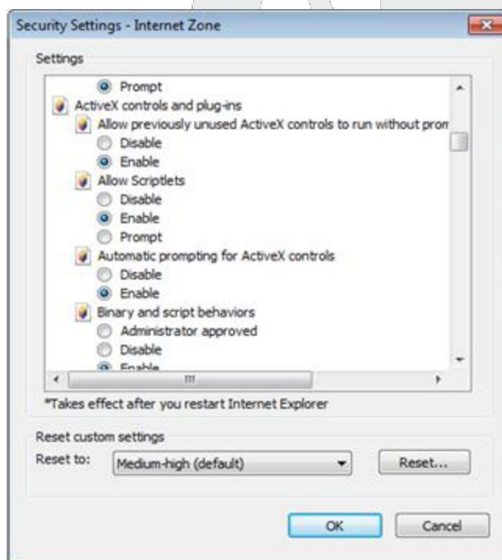 Security Settings - Internet Zone
Settings
Prompt
ActiveX controls and plug-ins
Allow previously unused ActiveX controls to run without prom
Disable
Enable
Allow Scriptlets
Disable
Enable
Prompt
Automatic prompting for ActiveX controls
Disable
Enable
Binary and script behaviors
Administrator approved
Disable
Enable
*Takes effect after you restart Internet Explorer
Reset custom settings
Reset to: Medium-high (default) Reset...
OK Cancel